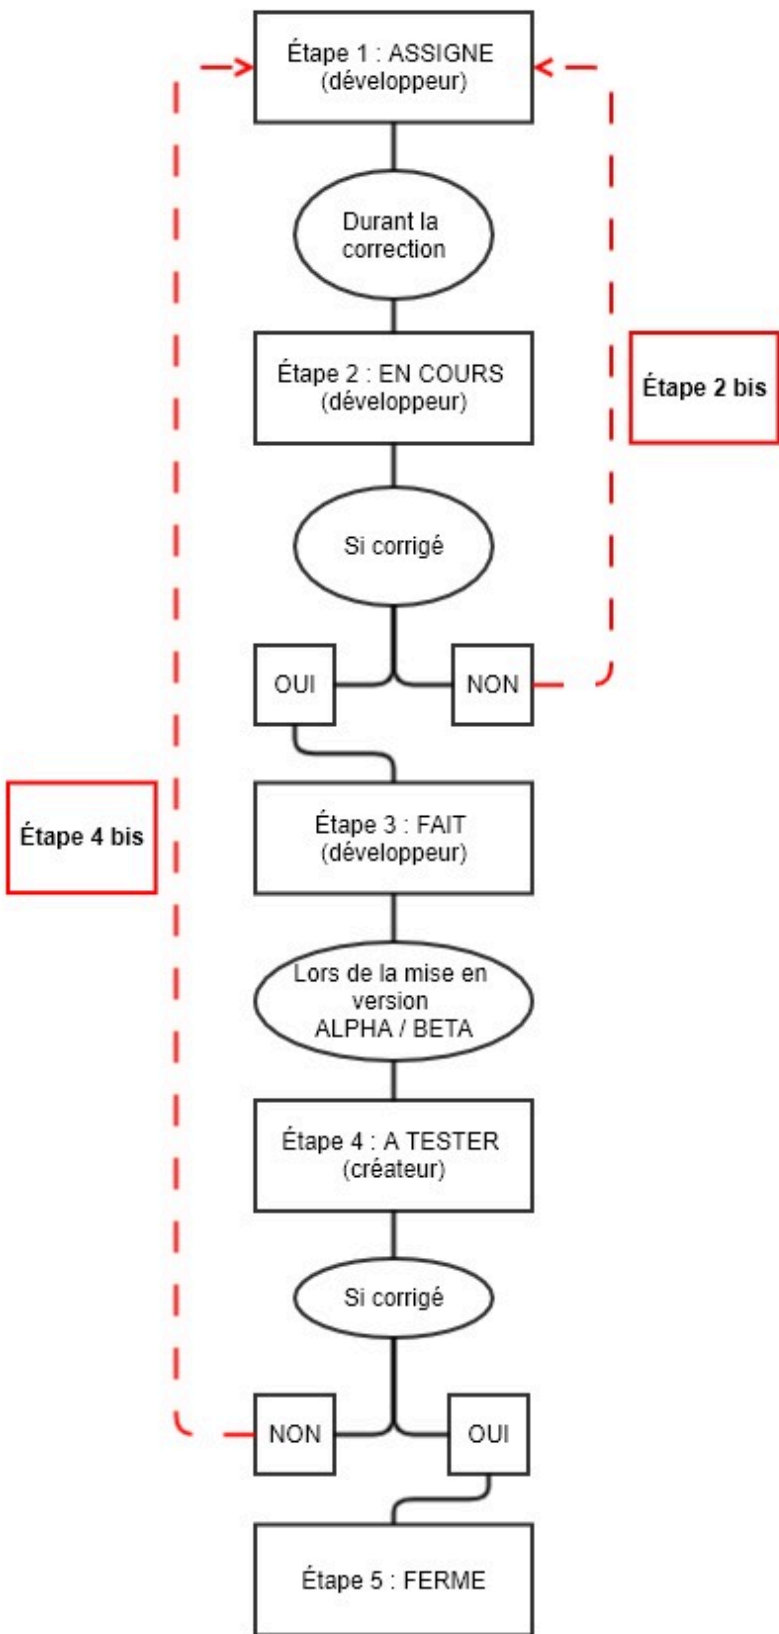 Étape 1 : ASSIGNE
(développeur)
Durant la
correction
Étape 2 : EN COURS
(développeur)
Étape 2 bis
Si corrigé
OUI
NON
Étape 3 : FAIT
(développeur)
Étape 4 bis
Lors de la mise en
version
ALPHA / BETA
Étape 4 : A TESTER
(créateur)
Si corrigé
NON
OUI
Étape 5 : FERME